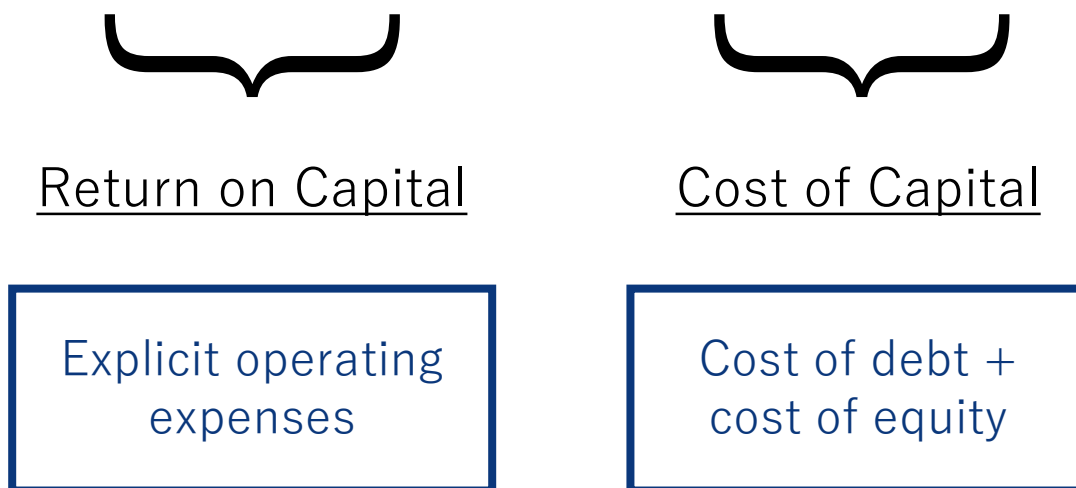 Return on Capital
Cost of Capital
Explicit operating
expenses
Cost of debt +
cost of equity